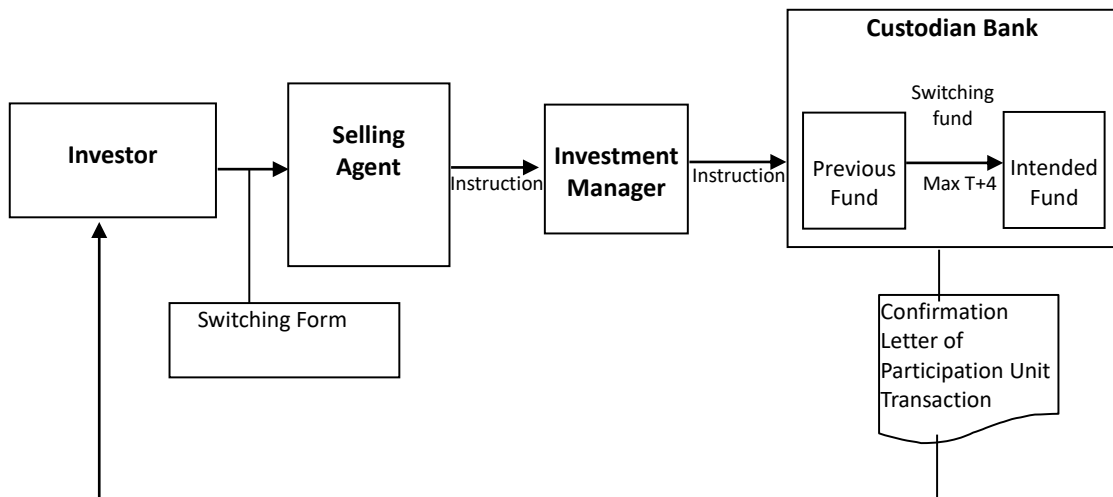 Custodian Bank
Investor
Selling
Agent
Instruction
Investment
Manager
Instruction
Switching
fund
Previous
Fund
Max T+4
Intended
Fund
Switching Form
Confirmation
Letter of
Participation Unit
Transaction